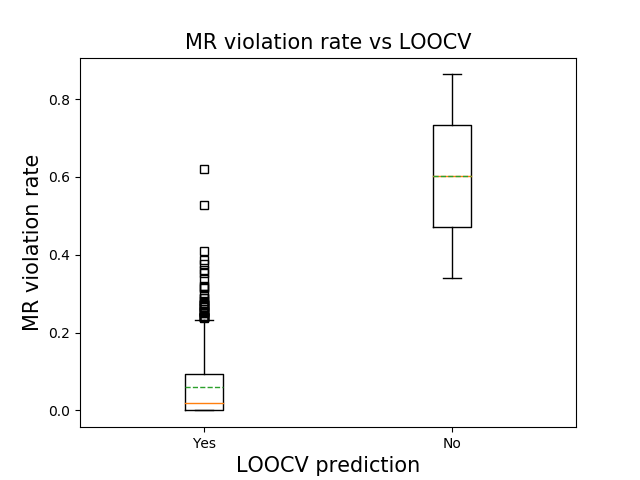 MR violation rate vs LOOCV
MR violation rate
0.8
0.6
0.4
0.2
0.0
Yes
No
LOOCV prediction